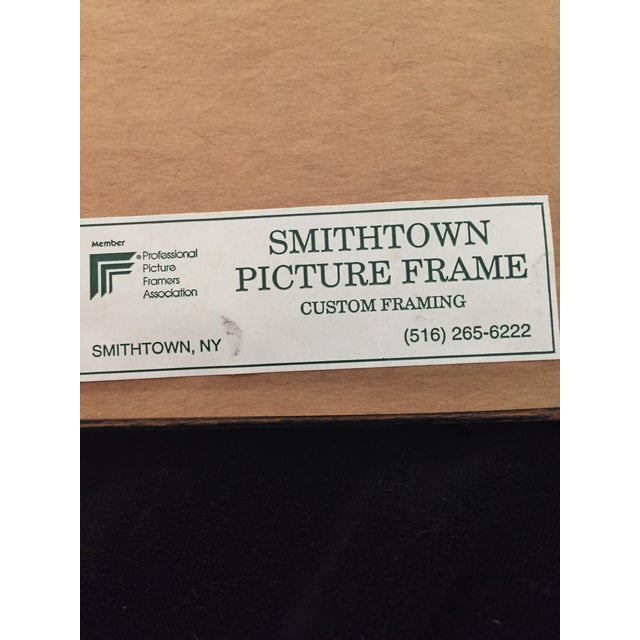 Member
® Professional
Picture
Framers
Association
SMITHTOWN, NY
SMITHTOWN
PICTURE FRAME
CUSTOM FRAMING
(516) 265-6222